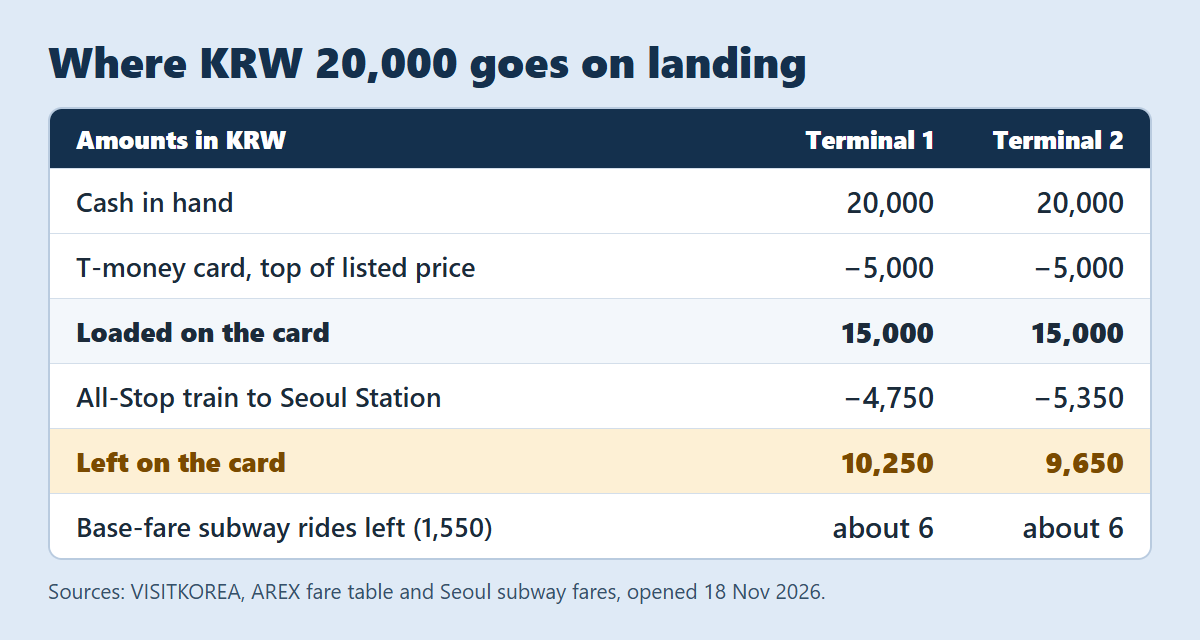 Where KRW 20,000 goes on landing
Amounts in KRW Terminal 1 Terminal 2
Cash in hand 20,000 20,000
T-money card, top of listed price −5,000 −5,000
Loaded on the card 15,000 15,000
All-Stop train to Seoul Station −4,750 −5,350
Left on the card 10,250 9,650
Base-fare subway rides left (1,550) about 6 about 6
Sources: VISITKOREA, AREX fare table and Seoul subway fares, opened 18 Nov 2026.